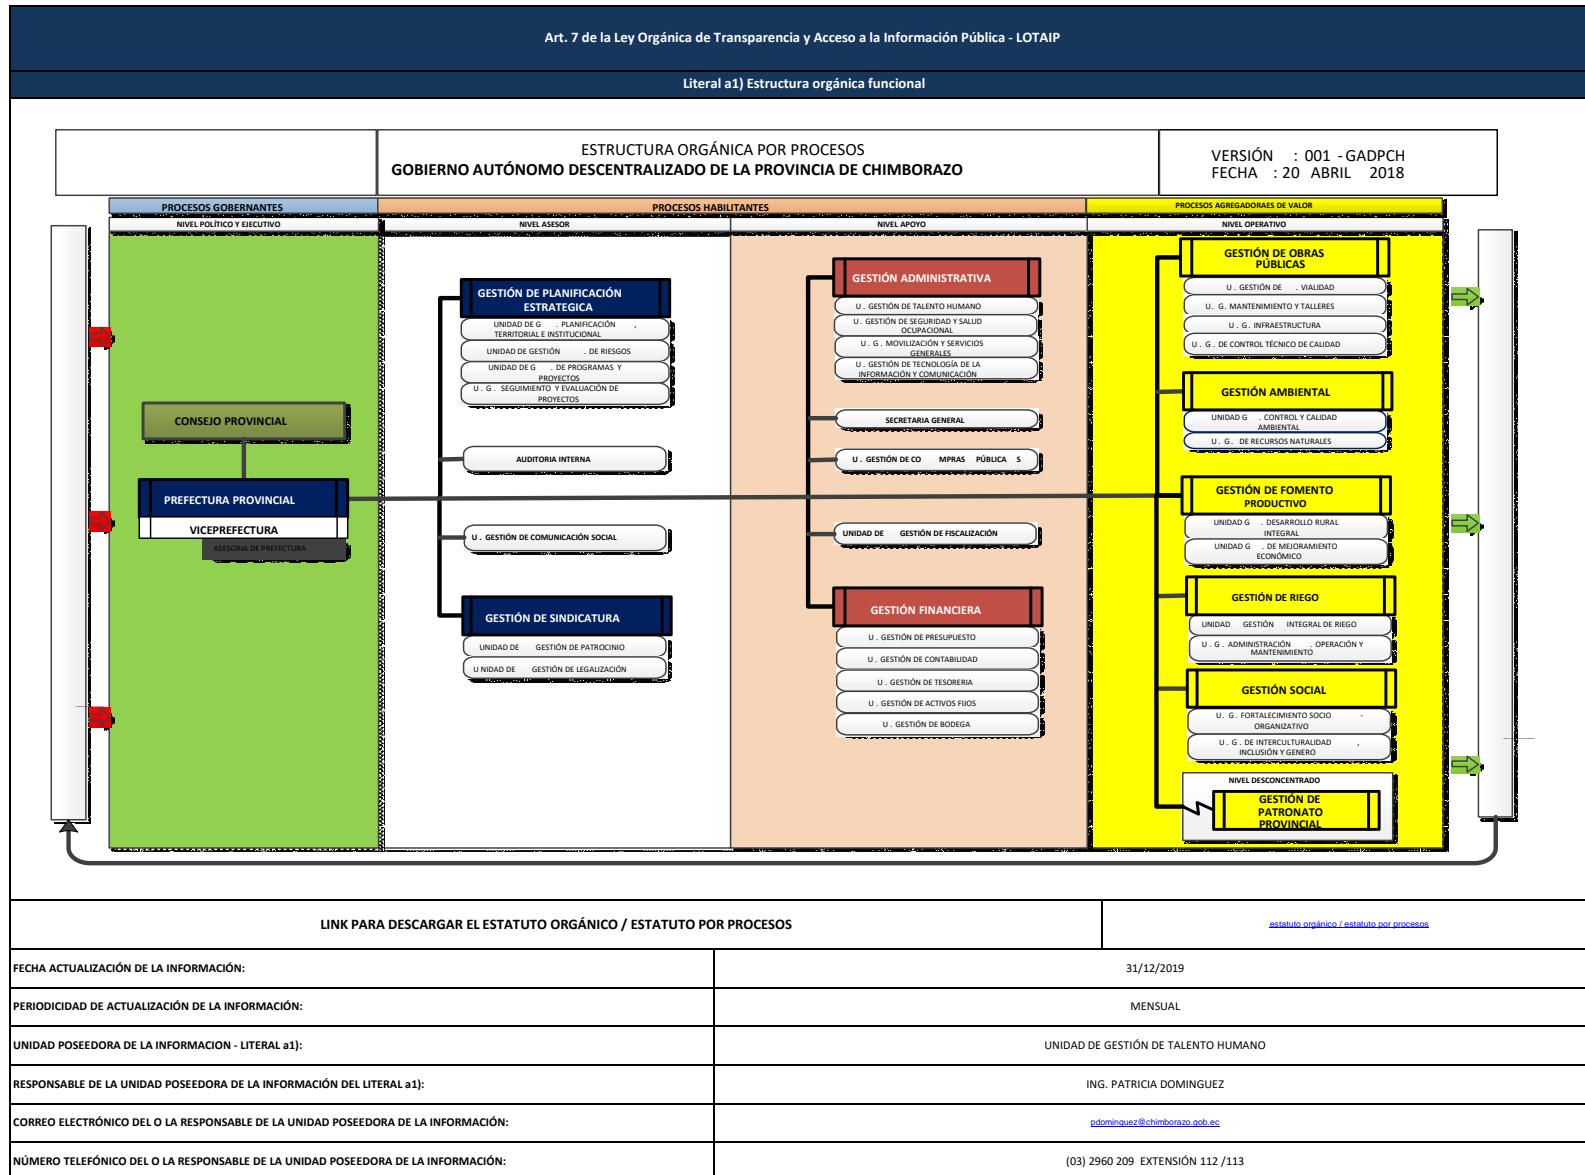 Art. 7 de la Ley Orgánica de Transparencia y Acceso a la Información Pública - LOTAIP
Literal a1) Estructura orgánica funcional
ESTRUCTURA ORGÁNICA POR PROCESOS
GOBIERNO AUTÓNOMO DESCENTRALIZADO DE LA PROVINCIA DE CHIMBORAZO
VERSIÓN : 001 - GADPCH
FECHA : 20 ABRIL 2018
PROCESOS GOBERNANTES
PROCESOS HABILITANTES
PROCESOS AGREGADORAES DE VALOR
NIVEL POLÍTICO Y EJECUTIVO
NIVEL ASESOR
NIVEL APOYO
NIVEL OPERATIVO
CONSEJO PROVINCIAL
PREFECTURA PROVINCIAL
VICEPREFECTURA
ASESORIA DE PREFECTURA
GESTIÓN DE PLANIFICACIÓN
ESTRATEGICA
UNIDAD DE G . PLANIFICACIÓN ,
TERRITORIAL E INSTITUCIONAL
UNIDAD DE GESTIÓN . DE RIESGOS
UNIDAD DE G . DE PROGRAMAS Y
PROYECTOS
U . G . SEGUIMIENTO Y EVALUACIÓN DE
PROYECTOS
AUDITORIA INTERNA
U . GESTIÓN DE COMUNICACIÓN SOCIAL
GESTIÓN DE SINDICATURA
UNIDAD DE GESTIÓN DE PATROCINIO
U NIDAD DE GESTIÓN DE LEGALIZACIÓN
GESTIÓN ADMINISTRATIVA
U . GESTIÓN DE TALENTO HUMANO
U . GESTIÓN DE SEGURIDAD Y SALUD
OCUPACIONAL
U . G . MOVILIZACIÓN Y SERVICIOS
GENERALES
U . GESTIÓN DE TECNOLOGÍA DE LA
INFORMACIÓN Y COMUNICACIÓN
SECRETARIA GENERAL
U . GESTIÓN DE CO MPRAS PÚBLICA S
UNIDAD DE GESTIÓN DE FISCALIZACIÓN
GESTIÓN FINANCIERA
U . GESTIÓN DE PRESUPUESTO
U . GESTIÓN DE CONTABILIDAD
U . GESTIÓN DE TESORERIA
U . GESTIÓN DE ACTIVOS FIJOS
U . GESTIÓN DE BODEGA
GESTIÓN DE OBRAS
PÚBLICAS
U . GESTIÓN DE . VIALIDAD
U . G. MANTENIMIENTO Y TALLERES
U . G . INFRAESTRUCTURA
U . G . DE CONTROL TÉCNICO DE CALIDAD
GESTIÓN AMBIENTAL
UNIDAD G . CONTROL Y CALIDAD
AMBIENTAL
U . G . DE RECURSOS NATURALES
GESTIÓN DE FOMENTO
PRODUCTIVO
UNIDAD G . DESARROLLO RURAL
INTEGRAL
UNIDAD G . DE MEJORAMIENTO
ECONÓMICO
GESTIÓN DE RIEGO
UNIDAD GESTIÓN INTEGRAL DE RIEGO
U . G . ADMINISTRACIÓN . OPERACIÓN Y
MANTENIMIENTO
GESTIÓN SOCIAL
U . G . FORTALECIMIENTO SOCIO -
ORGANIZATIVO
U . G . DE INTERCULTURALIDAD ,
INCLUSIÓN Y GENERO
NIVEL DESCONCENTRADO
GESTIÓN DE
PATRONATO
PROVINCIAL
LINK PARA DESCARGAR EL ESTATUTO ORGÁNICO / ESTATUTO POR PROCESOS
estatuto orgánico / estatuto por procesos
FECHA ACTUALIZACIÓN DE LA INFORMACIÓN:
31/12/2019
PERIODICIDAD DE ACTUALIZACIÓN DE LA INFORMACIÓN:
MENSUAL
UNIDAD POSEEDORA DE LA INFORMACION - LITERAL a1):
UNIDAD DE GESTIÓN DE TALENTO HUMANO
RESPONSABLE DE LA UNIDAD POSEEDORA DE LA INFORMACIÓN DEL LITERAL a1):
ING. PATRICIA DOMINGUEZ
CORREO ELECTRÓNICO DEL O LA RESPONSABLE DE LA UNIDAD POSEEDORA DE LA INFORMACIÓN:
pdominguez@chimborazo.gob.ec
NÚMERO TELEFÓNICO DEL O LA RESPONSABLE DE LA UNIDAD POSEEDORA DE LA INFORMACIÓN:
(03) 2960 209 EXTENSIÓN 112 /113